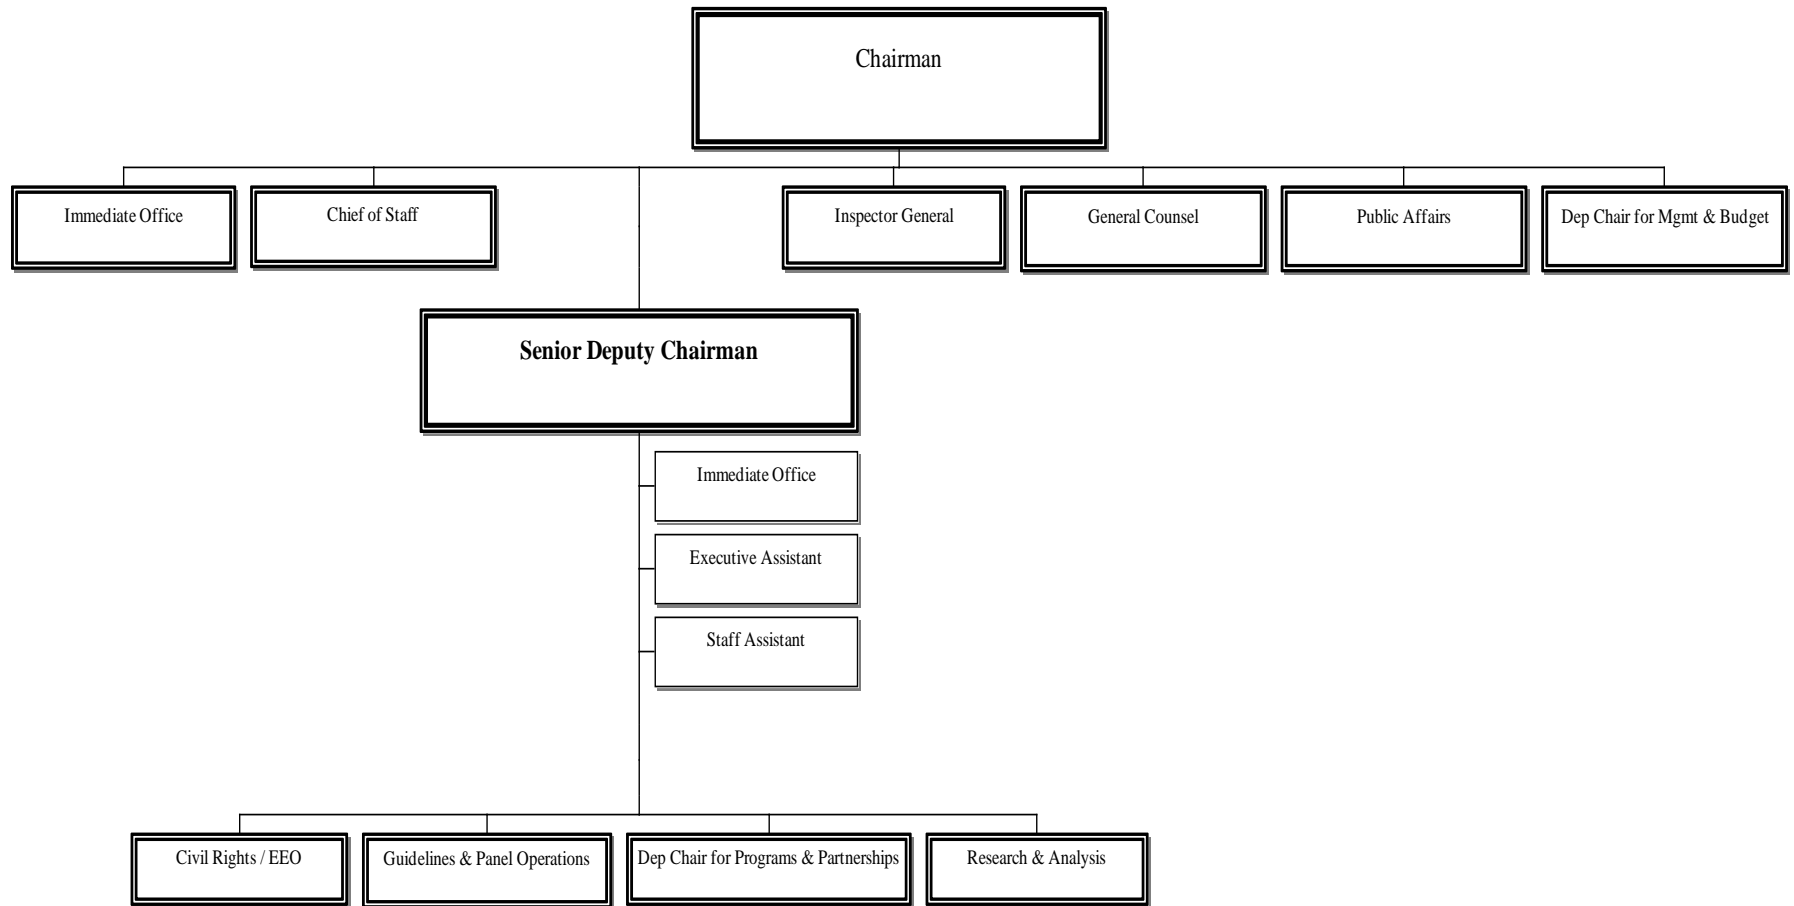 Chairman
Immediate Office
Chief of Staff
Inspector General
General Counsel
Public Affairs
Dep Chair for Mgmt & Budget
Senior Deputy Chairman
Immediate Office
Executive Assistant
Staff Assistant
Civil Rights / EEO
Guidelines & Panel Operations
Dep Chair for Programs & Partnerships
Research & Analysis